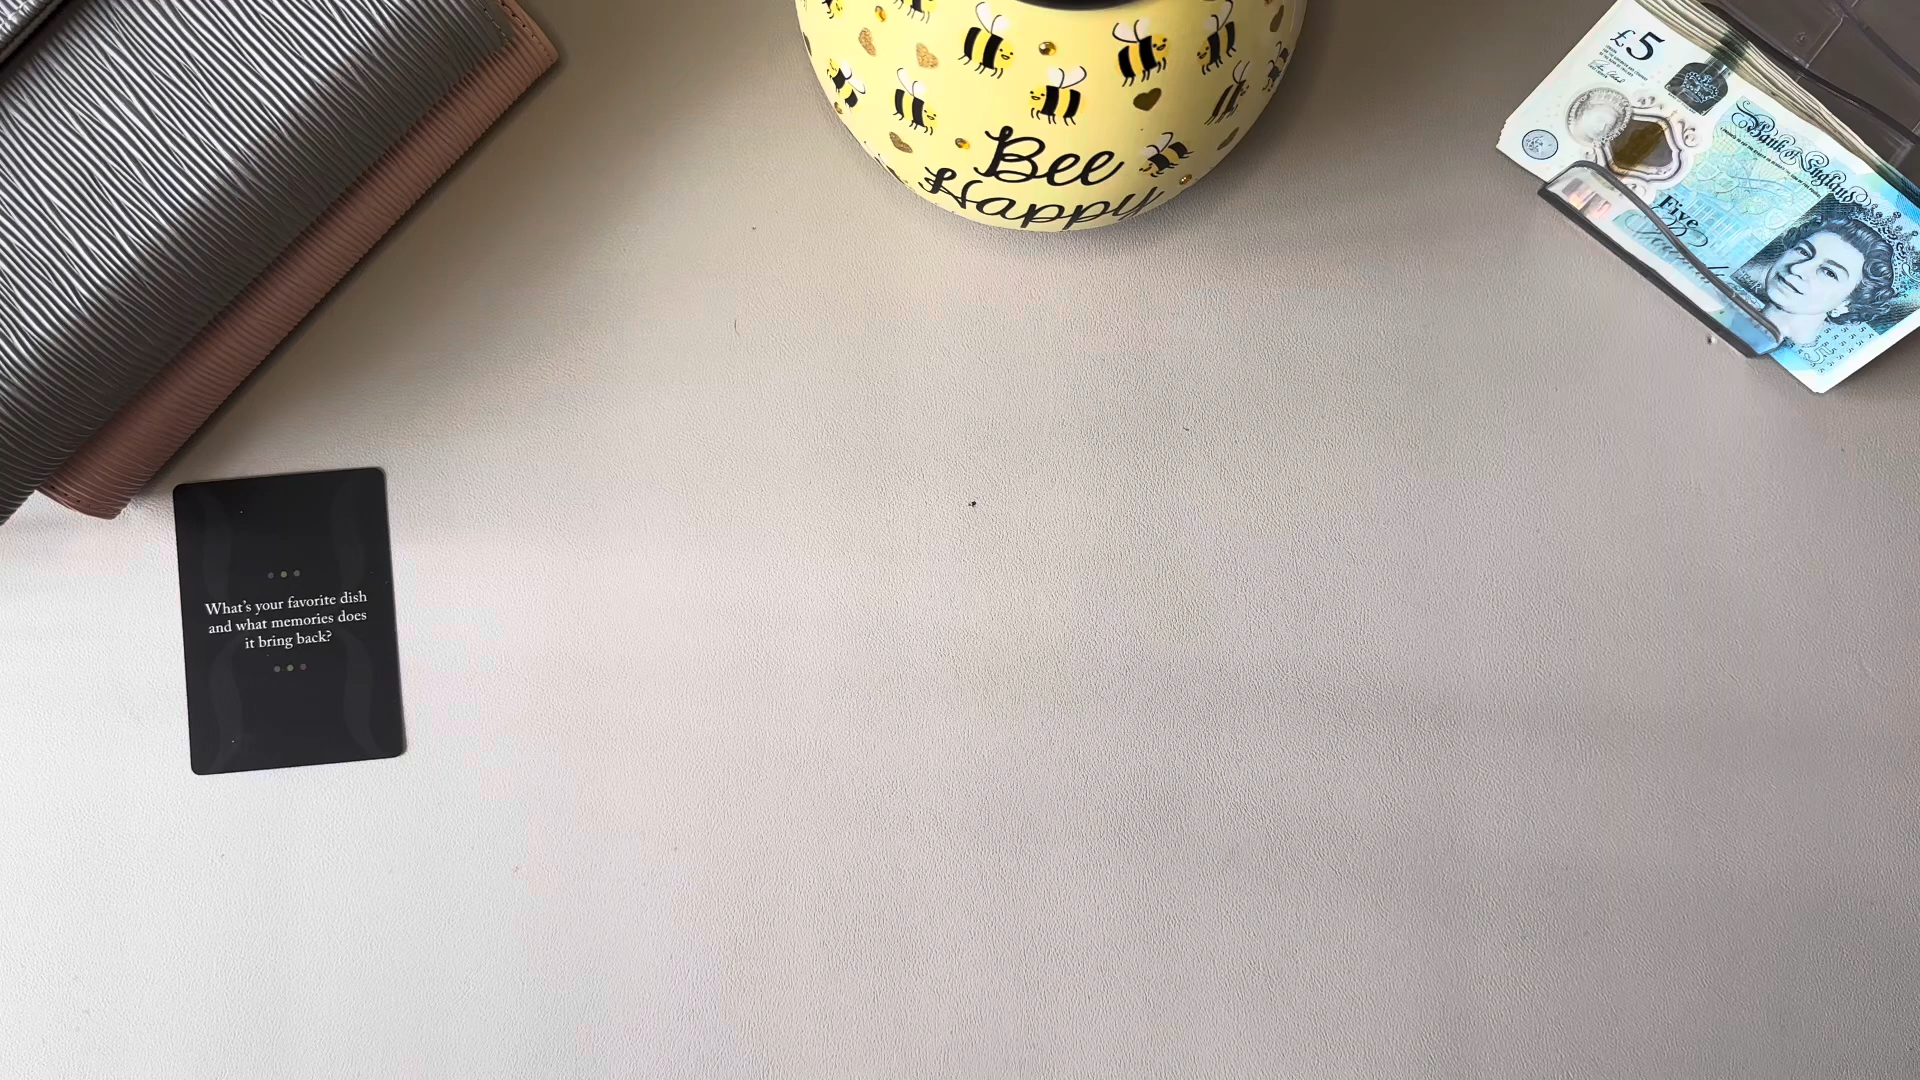 Bee
Happy
£5
Bank of England
Five
What's your favorite dish
and what memories does
it bring back?